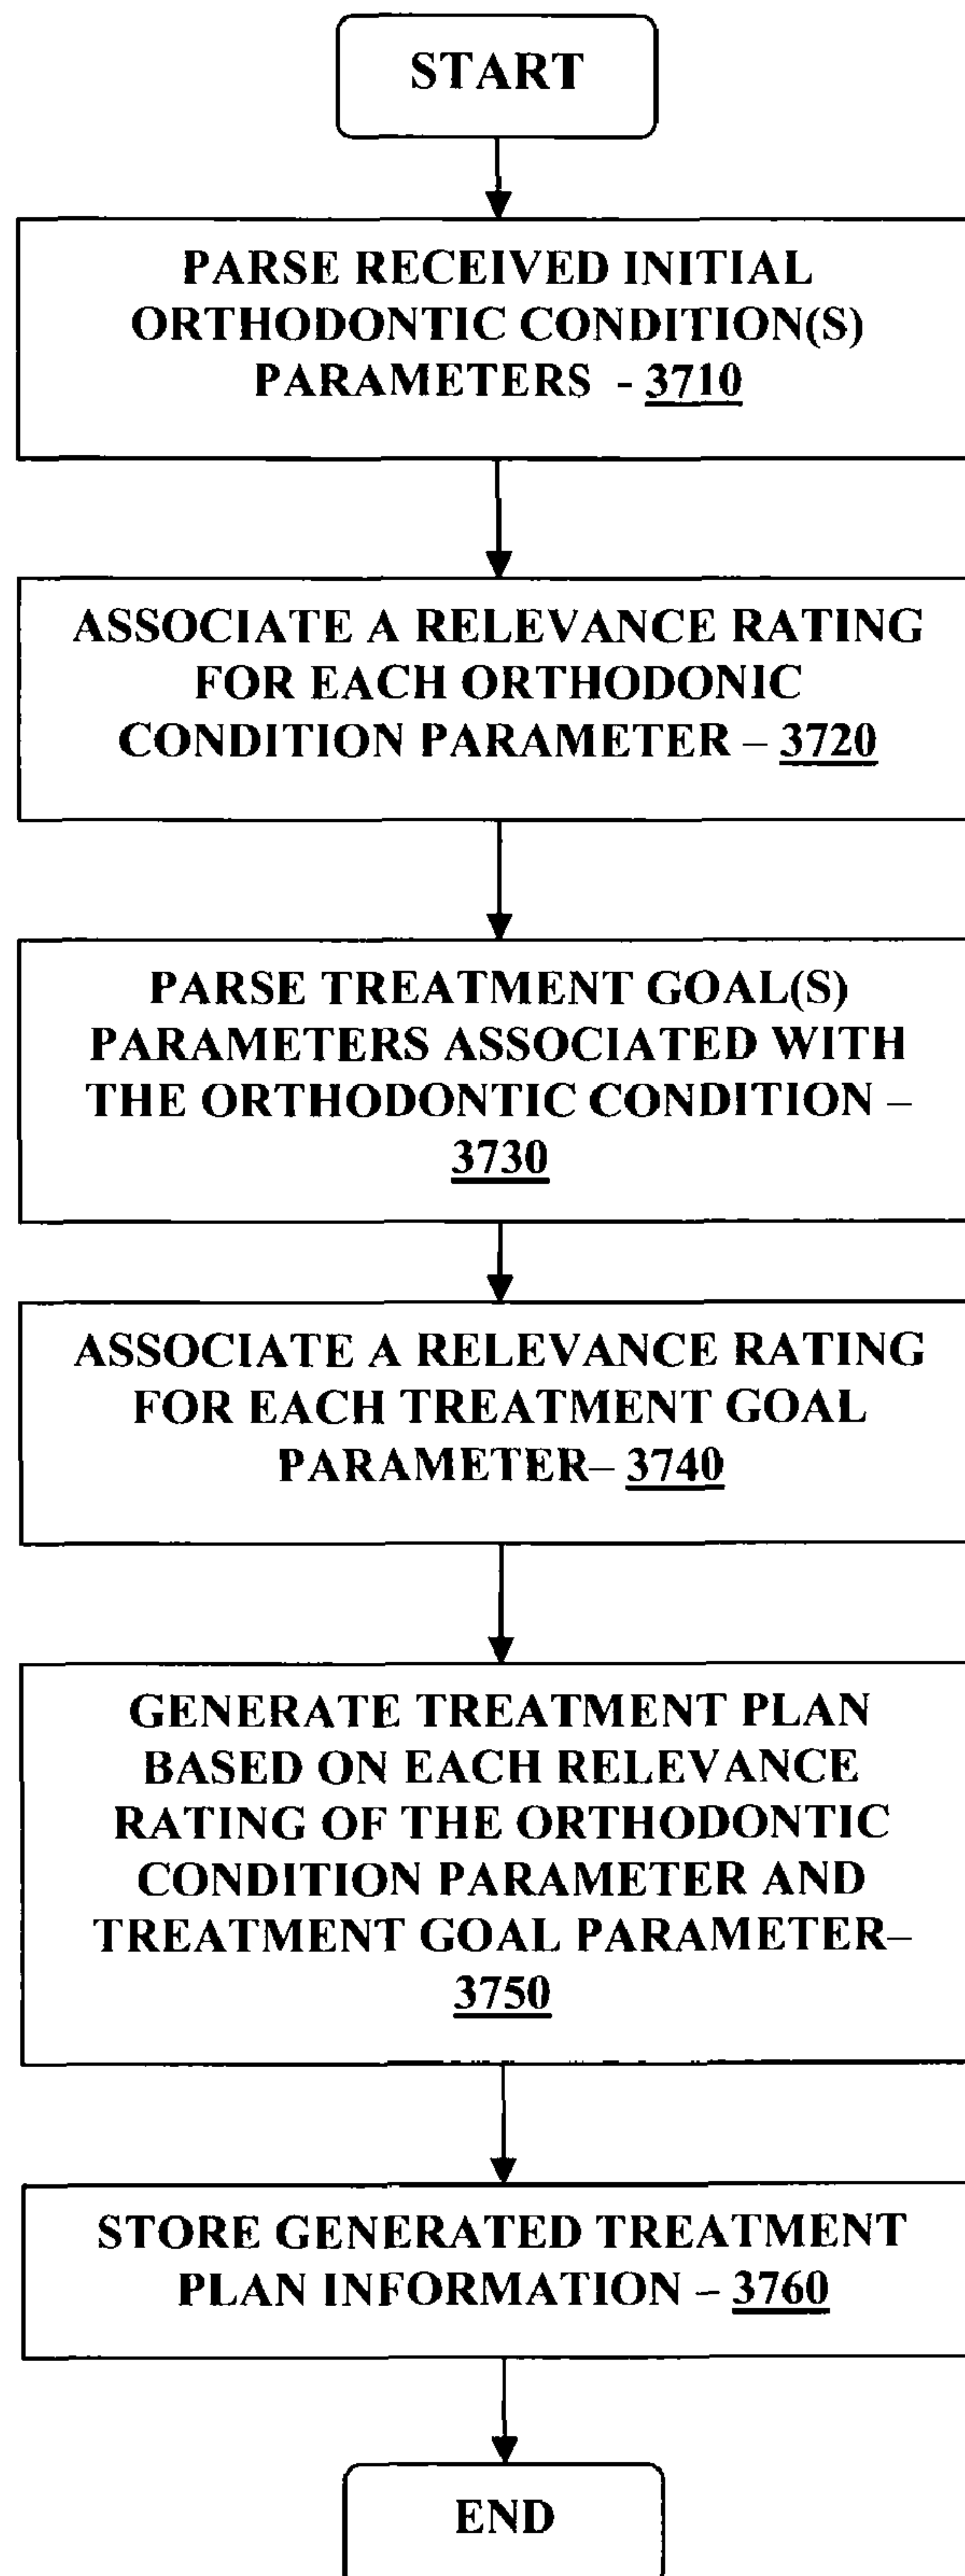 START
PARSE RECEIVED INITIAL
ORTHODONTIC CONDITION(S)
PARAMETERS - 3710
ASSOCIATE A RELEVANCE RATING
FOR EACH ORTHODONIC
CONDITION PARAMETER – 3720
PARSE TREATMENT GOAL(S)
PARAMETERS ASSOCIATED WITH
THE ORTHODONTIC CONDITION –
3730
ASSOCIATE A RELEVANCE RATING
FOR EACH TREATMENT GOAL
PARAMETER– 3740
GENERATE TREATMENT PLAN
BASED ON EACH RELEVANCE
RATING OF THE ORTHODONTIC
CONDITION PARAMETER AND
TREATMENT GOAL PARAMETER–
3750
STORE GENERATED TREATMENT
PLAN INFORMATION – 3760
END